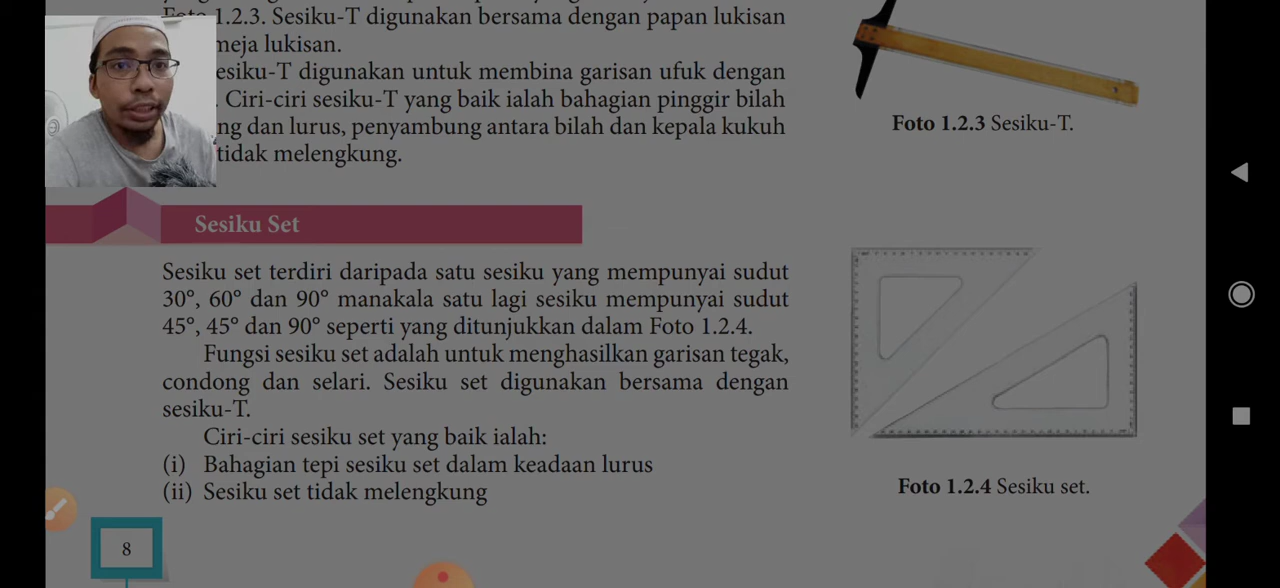 Foto 1.2.3. Sesiku-T digunakan bersama dengan papan lukisan
meja lukisan.
esiku-T digunakan untuk membina garisan ufuk dengan
. Ciri-ciri sesiku-T yang baik ialah bahagian pinggir bilah
ng dan lurus, penyambung antara bilah dan kepala kukuh
tidak melengkung.
Foto 1.2.3 Sesiku-T.
Sesiku Set
Sesiku set terdiri daripada satu sesiku yang mempunyai sudut
30°, 60° dan 90° manakala satu lagi sesiku mempunyai sudut
45°, 45° dan 90° seperti yang ditunjukkan dalam Foto 1.2.4.
Fungsi sesiku set adalah untuk menghasilkan garisan tegak,
condong dan selari. Sesiku set digunakan bersama dengan
sesiku-T.
Ciri-ciri sesiku set yang baik ialah:
(i) Bahagian tepi sesiku set dalam keadaan lurus
(ii) Sesiku set tidak melengkung
Foto 1.2.4 Sesiku set.
8